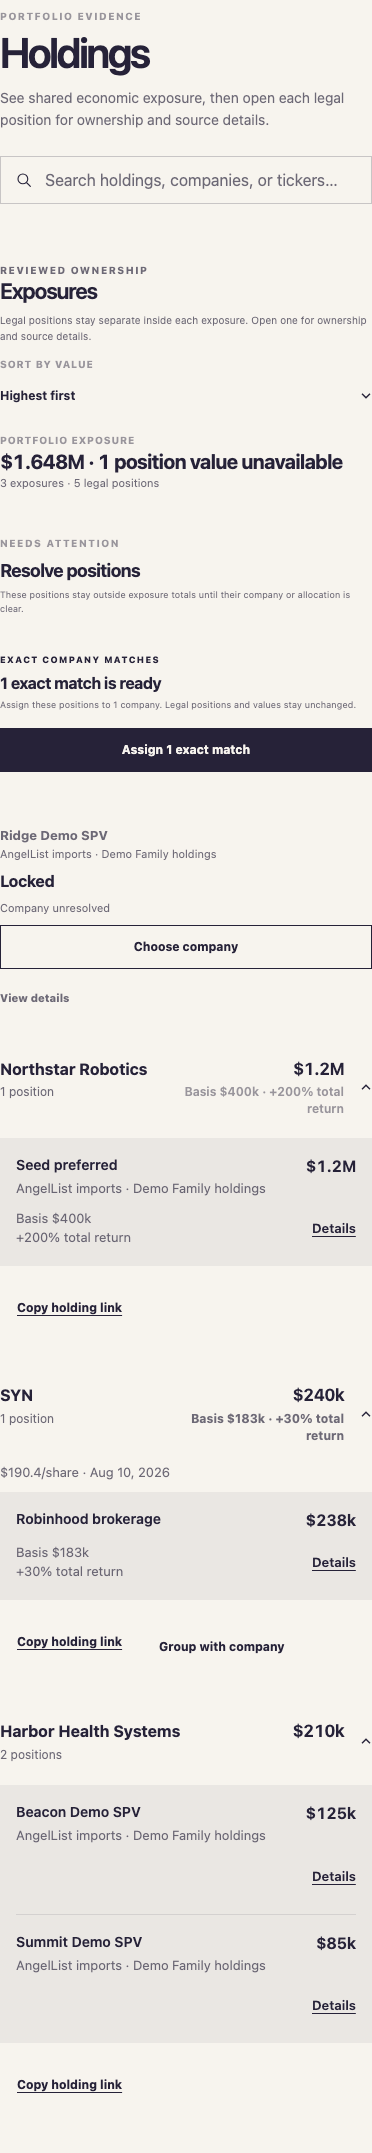 PORTFOLIO EVIDENCE
Holdings
See shared economic exposure, then open each legal
position for ownership and source details.
Search holdings, companies, or tickers...
REVIEWED OWNERSHIP
Exposures
Legal positions stay separate inside each exposure. Open one for ownership
and source details.
SORT BY VALUE
Highest first
PORTFOLIO EXPOSURE
$1.648M · 1 position value unavailable
3 exposures · 5 legal positions
NEEDS ATTENTION
Resolve positions
These positions stay outside exposure totals until their company or allocation is
clear.
EXACT COMPANY MATCHES
1 exact match is ready
Assign these positions to 1 company. Legal positions and values stay unchanged.
Assign 1 exact match
Ridge Demo SPV
AngelList imports · Demo Family holdings
Locked
Company unresolved
Choose company
View details
Northstar Robotics
$1.2M
1 position
Basis $400k · +200% total
return
Seed preferred
$1.2M
AngelList imports · Demo Family holdings
Basis $400k
+200% total return
Details
Copy holding link
SYN
$240k
1 position
Basis $183k · +30% total
return
$190.4/share · Aug 10, 2026
Robinhood brokerage
$238k
Basis $183k
+30% total return
Details
Copy holding link
Group with company
Harbor Health Systems
$210k
2 positions
Beacon Demo SPV
$125k
AngelList imports · Demo Family holdings
Details
Summit Demo SPV
$85k
AngelList imports · Demo Family holdings
Details
Copy holding link